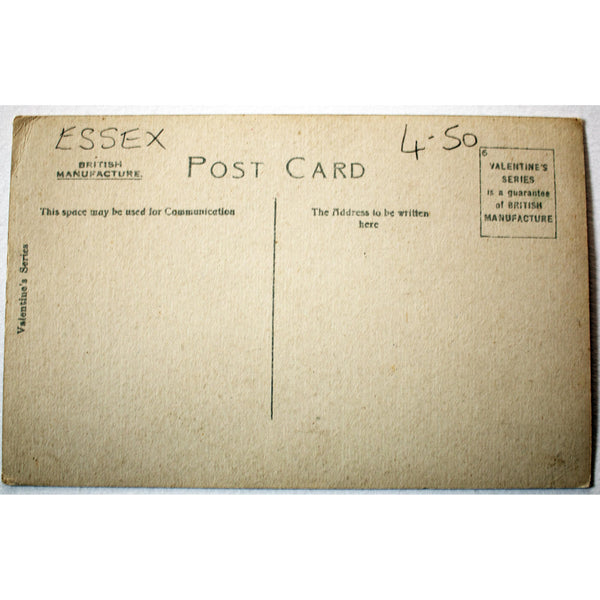 ESSEX
4-50
BRITISH
MANUFACTURE.
POST CARD
6
VALENTINE'S
SERIES
is a guarantee
of BRITISH
MANUFACTURE
This space may be used for Communication
The Address to be written
here
Valentine's Series